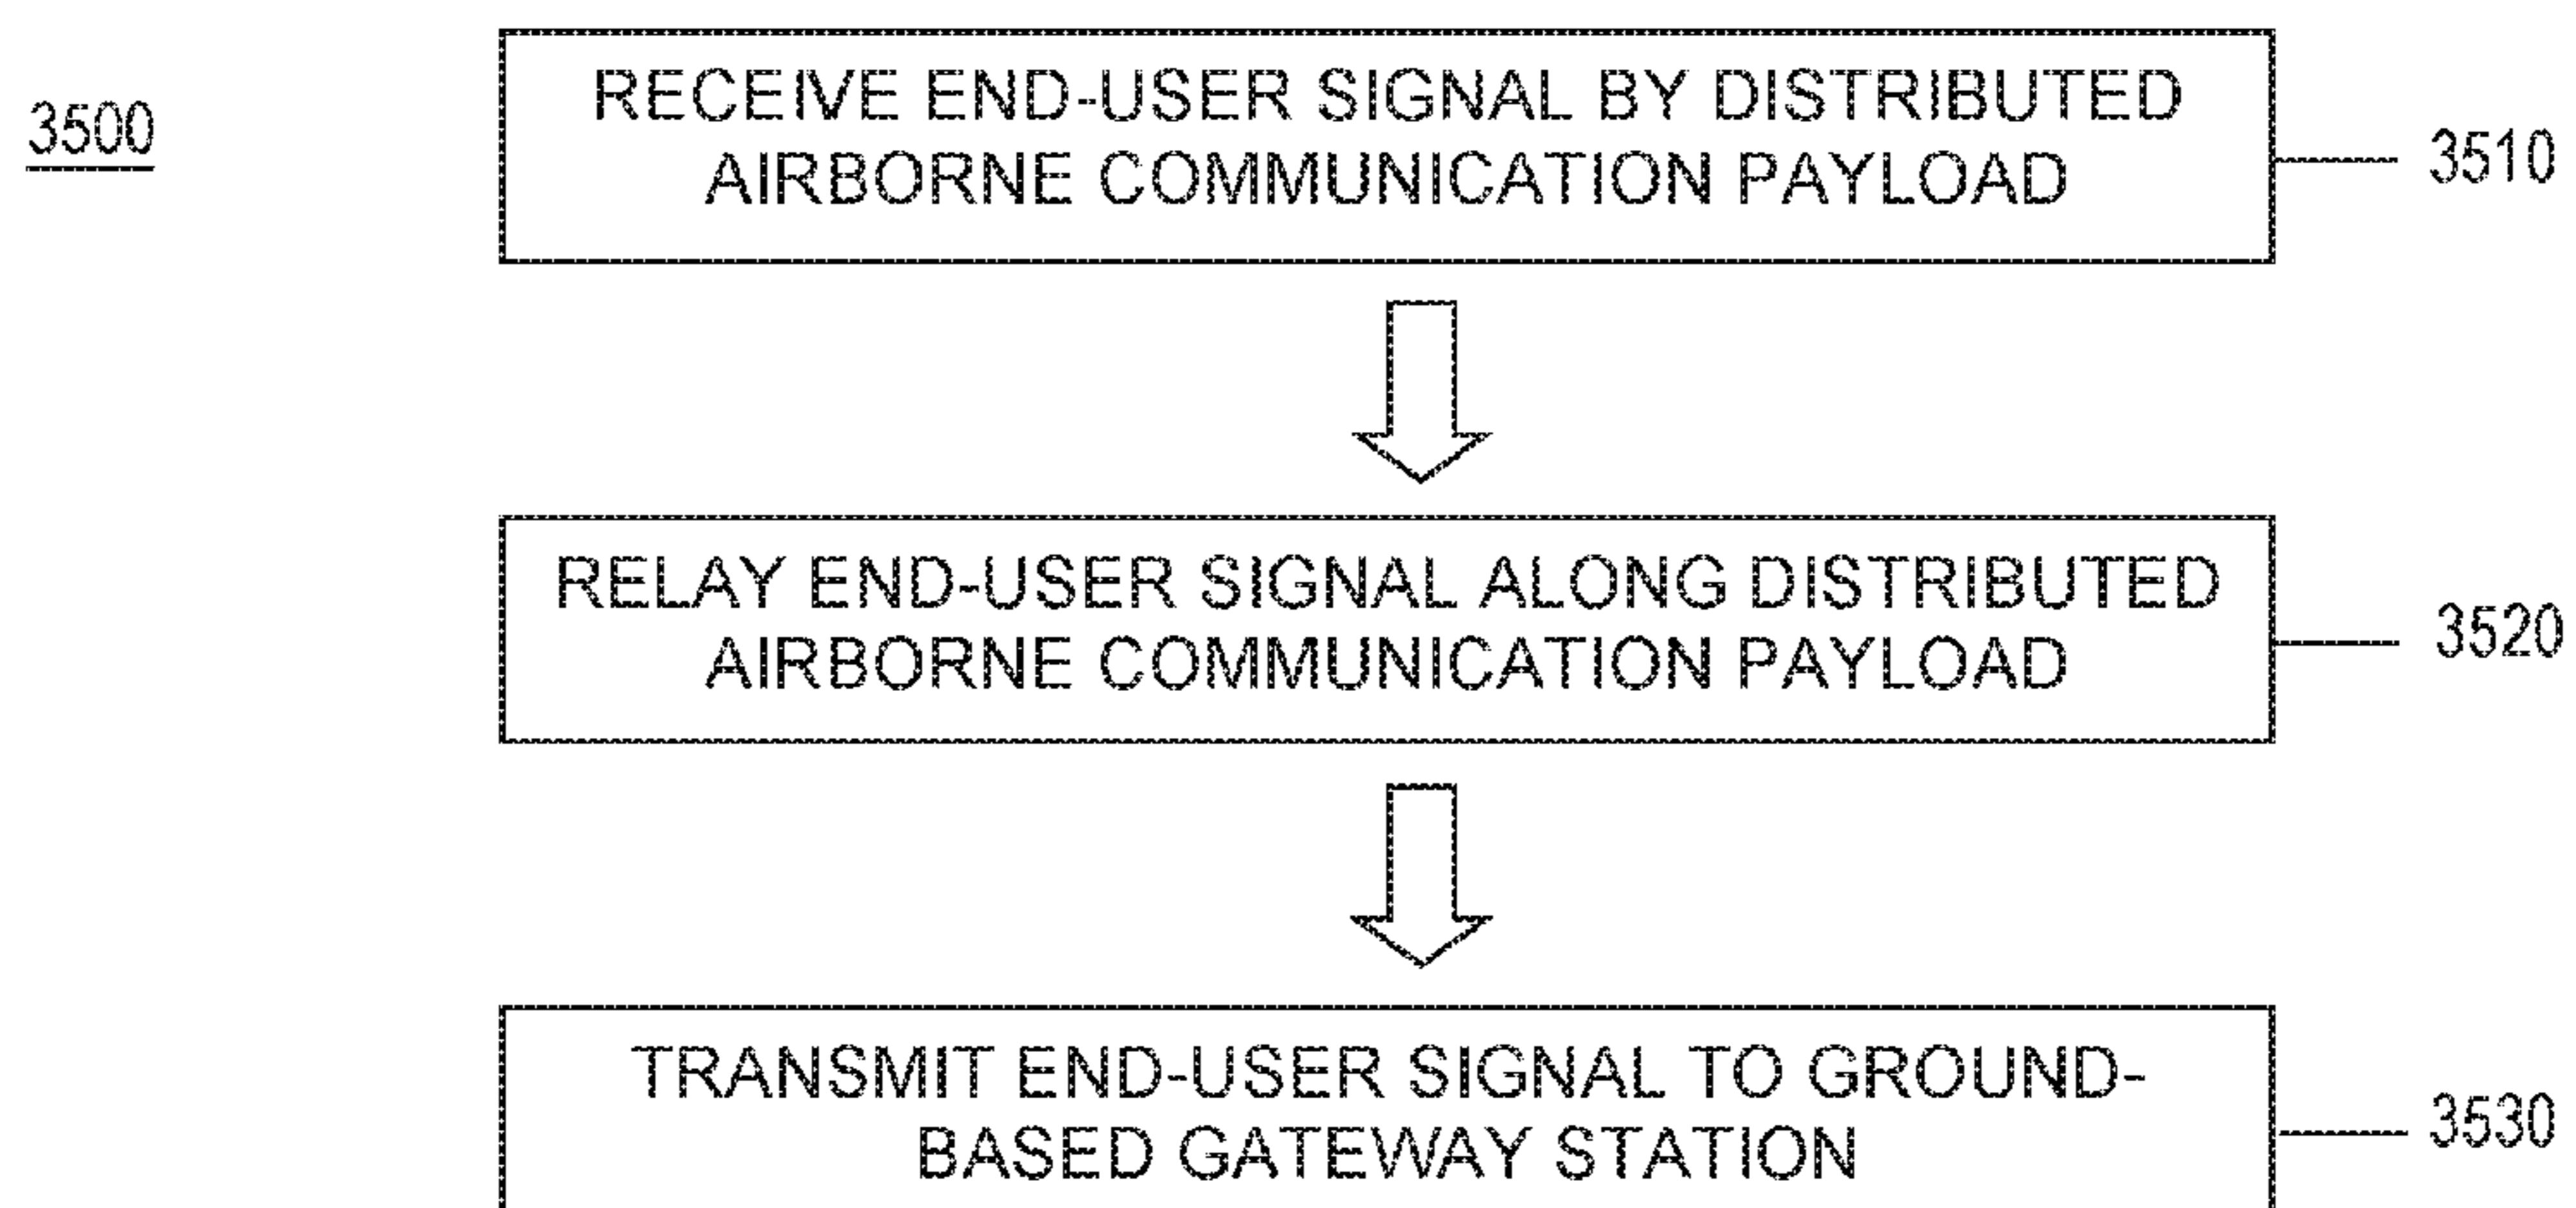 3500
RECEIVE END-USER SIGNAL BY DISTRIBUTED
AIRBORNE COMMUNICATION PAYLOAD
3510
RELAY END-USER SIGNAL ALONG DISTRIBUTED
AIRBORNE COMMUNICATION PAYLOAD
3520
TRANSMIT END-USER SIGNAL TO GROUND-
BASED GATEWAY STATION
3530